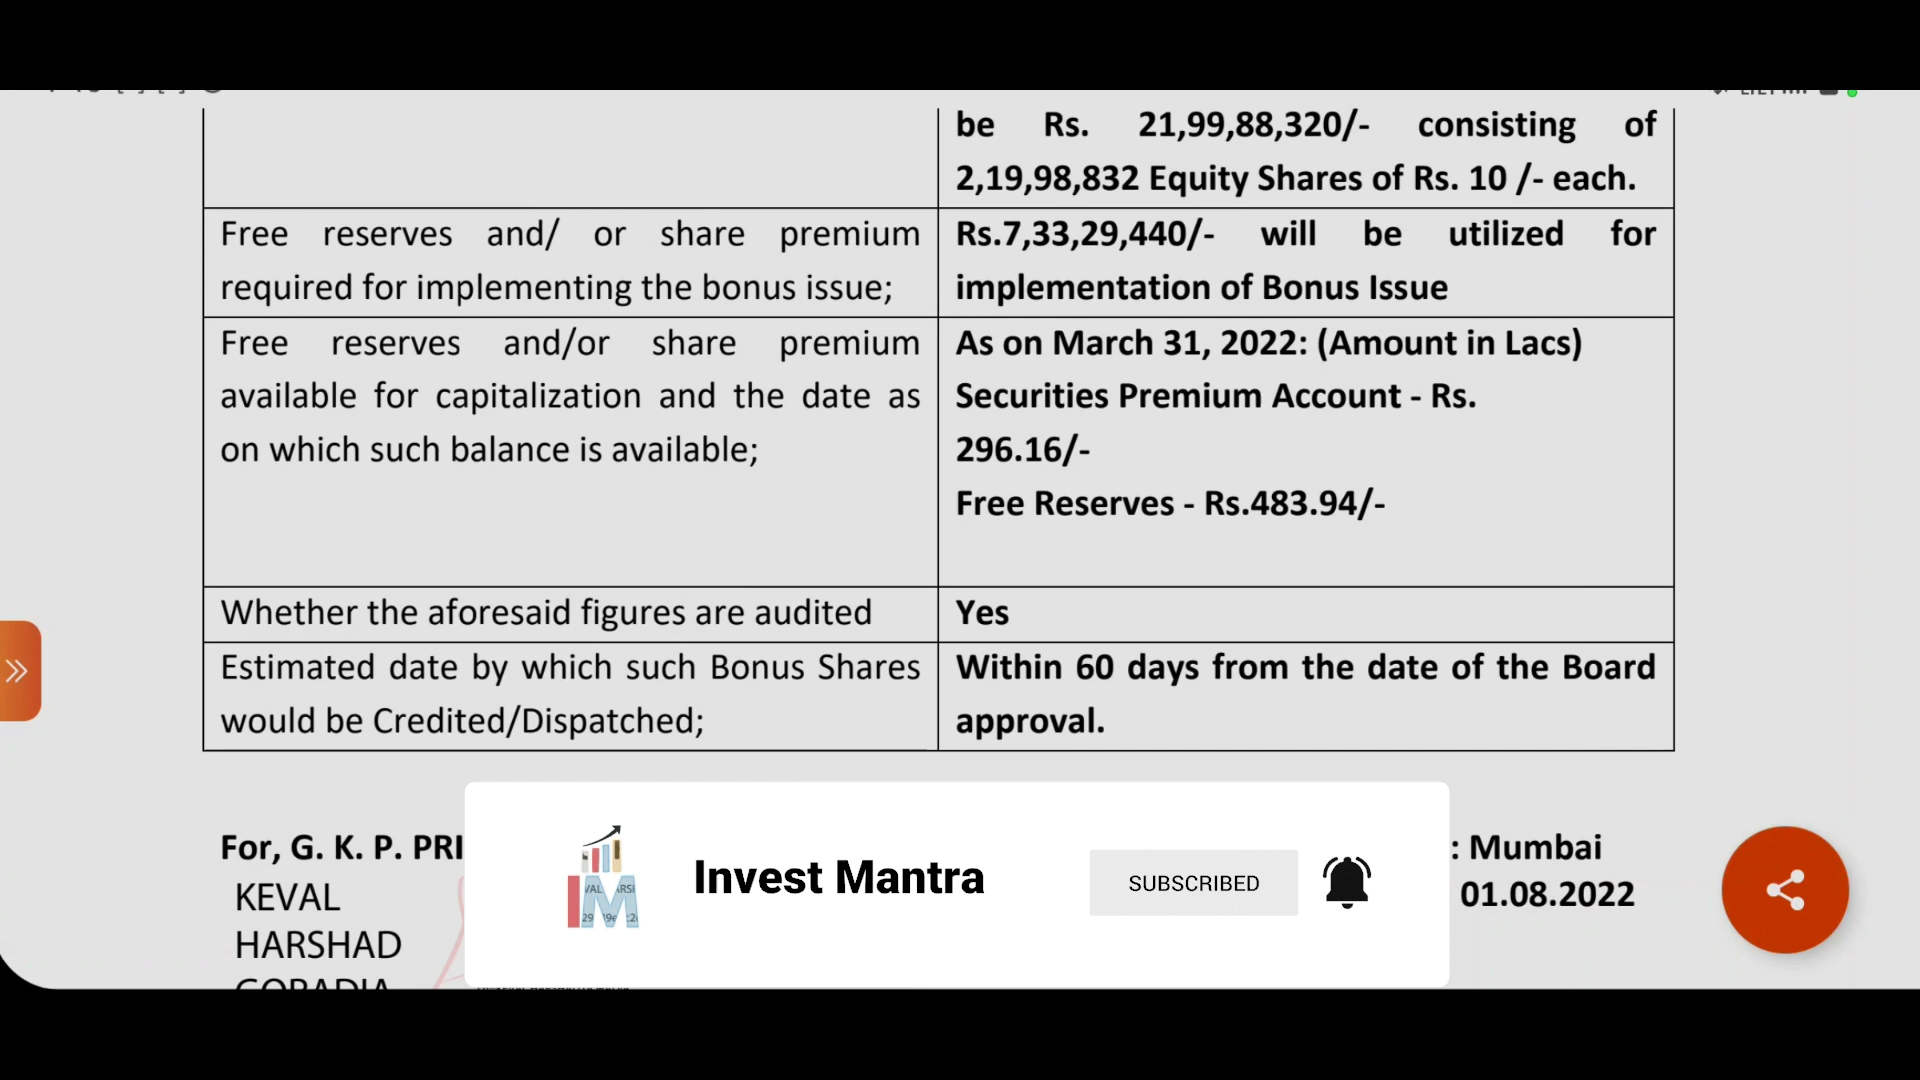 be Rs. 21,99,88,320/- consisting of
2,19,98,832 Equity Shares of Rs. 10 /- each.
Free reserves and/ or share premium
required for implementing the bonus issue;
Rs.7,33,29,440/- will be utilized for
implementation of Bonus Issue
Free reserves and/or share premium
available for capitalization and the date as
on which such balance is available;
As on March 31, 2022: (Amount in Lacs)
Securities Premium Account - Rs.
296.16/-
Free Reserves - Rs.483.94/-
Whether the aforesaid figures are audited
Yes
Estimated date by which such Bonus Shares
would be Credited/Dispatched;
Within 60 days from the date of the Board
approval.
For, G. K. P. PRI
: Mumbai
KEVAL
01.08.2022
HARSHAD
GORADIA
IM
Invest Mantra
SUBSCRIBED